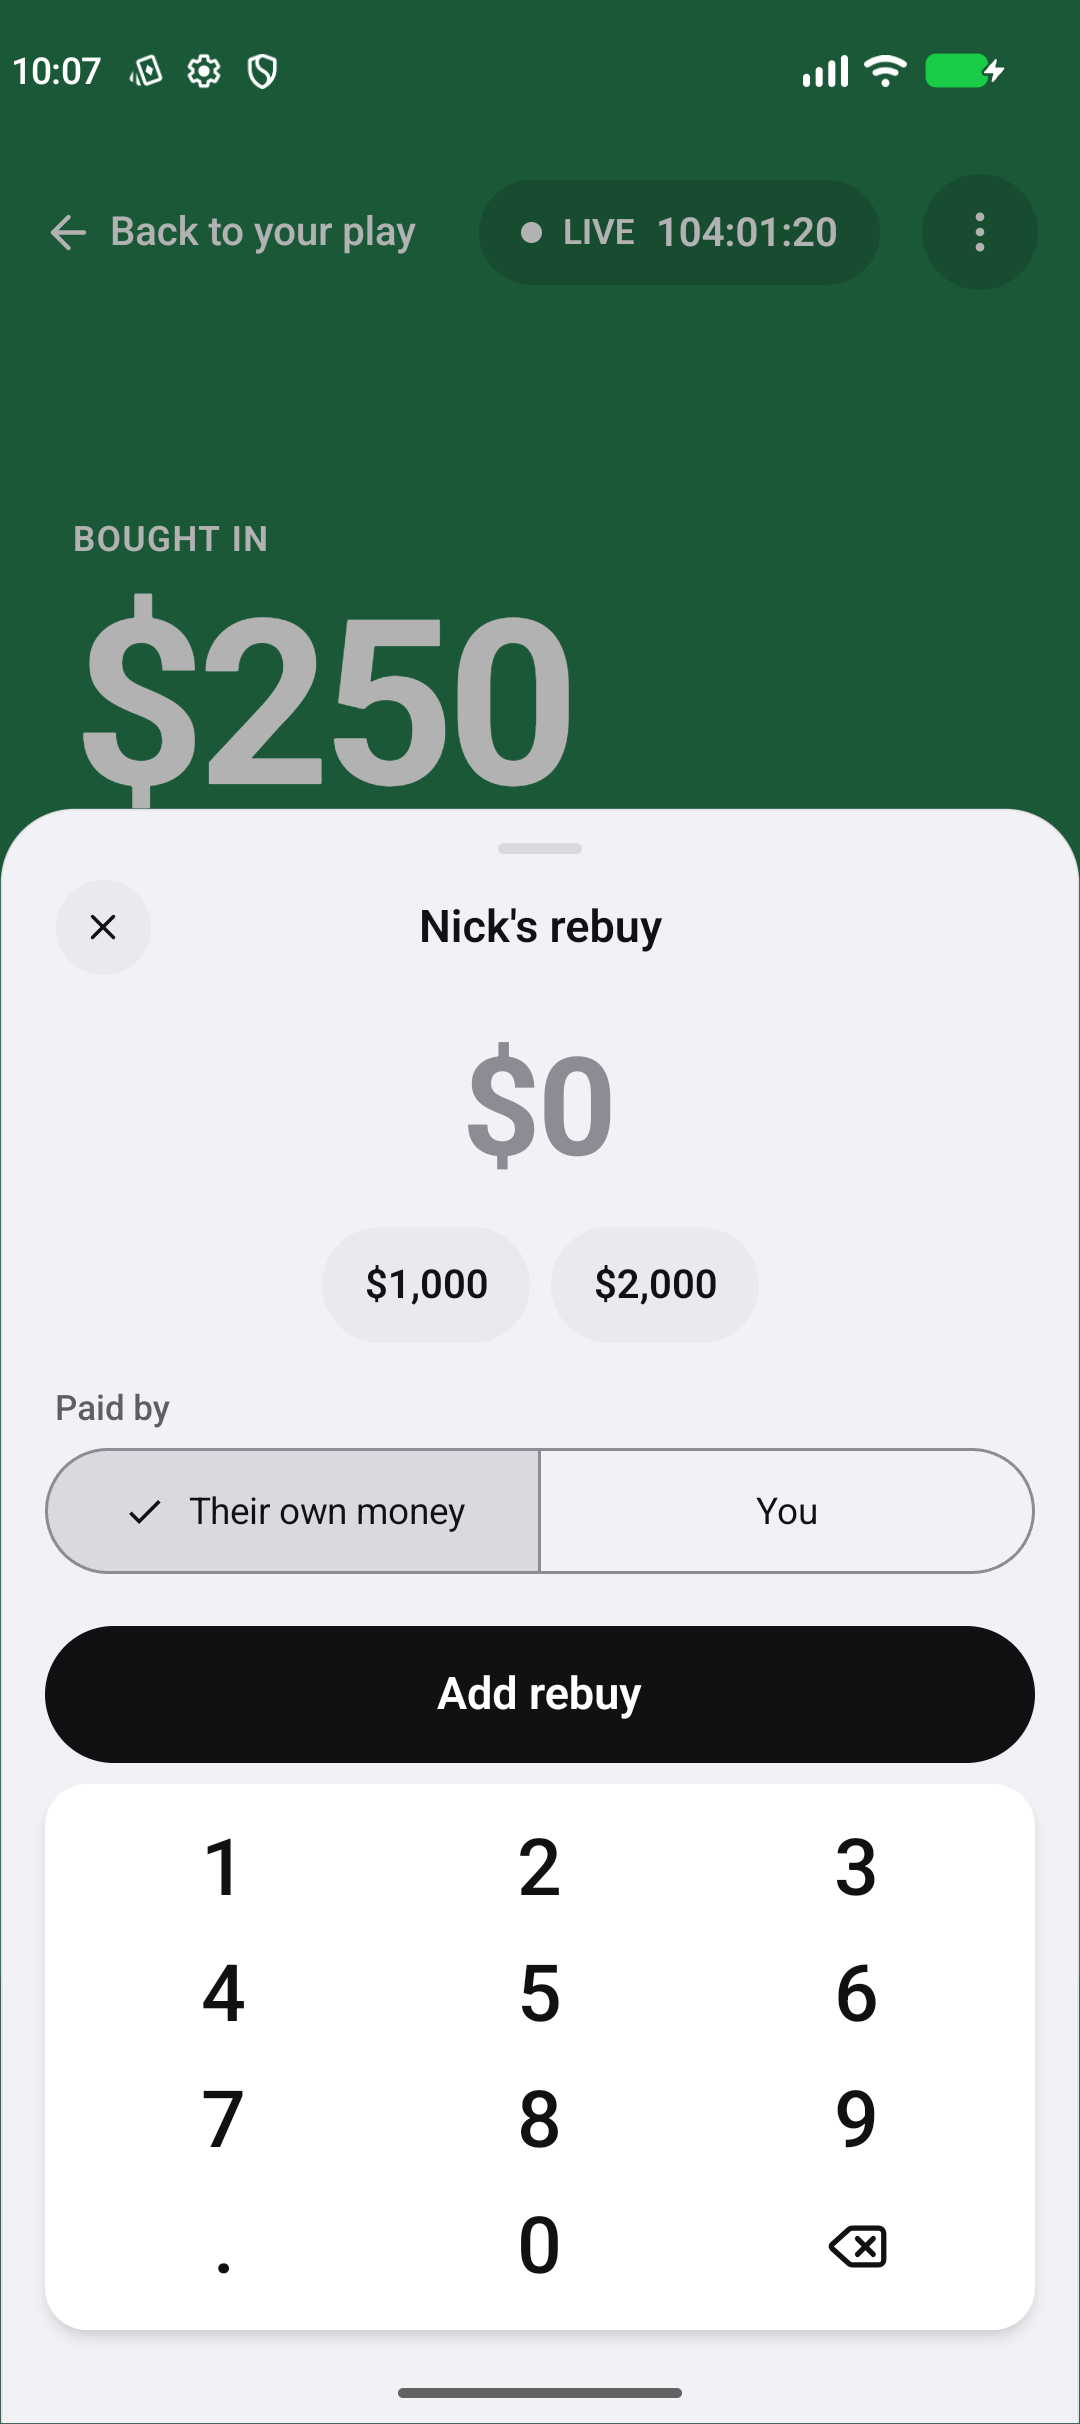 10:07
Back to your play
LIVE 104:01:20
BOUGHT IN
$250
Nick's rebuy
$0
$1,000 $2,000
Paid by
Their own money You
Add rebuy
1 2 3
4 5 6
7 8 9
. 0